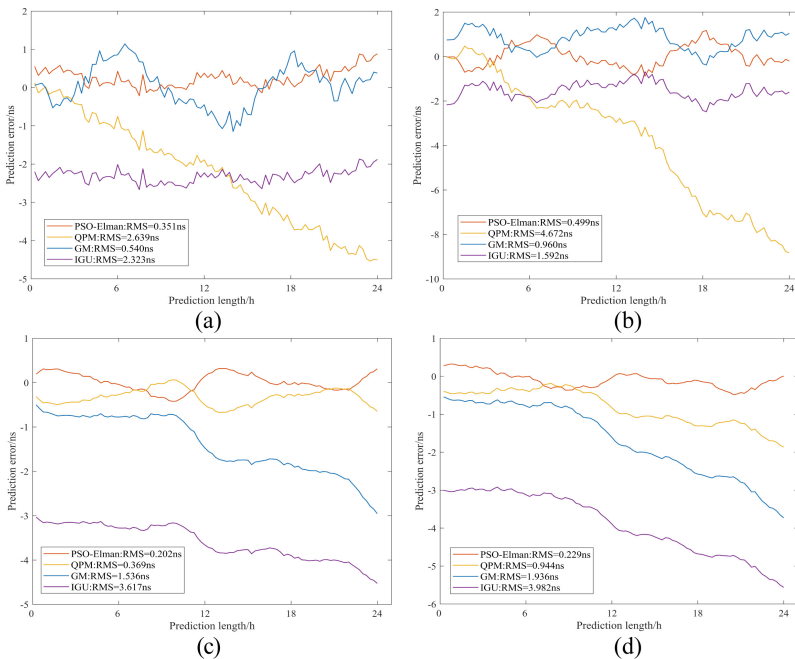 2
1
0
-1
-2
-3
-4
-5
Prediction error/ns
PSO-Elman:RMS=0.351ns
QPM:RMS=2.639ns
GM:RMS=0.540ns
IGU:RMS=2.323ns
0 6 12 18 24
Prediction length/h
(a)
2
0
-2
-4
-6
-8
-10
Prediction error/ns
PSO-Elman:RMS=0.499ns
QPM:RMS=4.672ns
GM:RMS=0.960ns
IGU:RMS=1.592ns
0 6 12 18 24
Prediction length/h
(b)
1
0
-1
-2
-3
-4
-5
Prediction error/ns
PSO-Elman:RMS=0.202ns
QPM:RMS=0.369ns
GM:RMS=1.536ns
IGU:RMS=3.617ns
0 6 12 18 24
Prediction length/h
(c)
1
0
-1
-2
-3
-4
-5
-6
Prediction error/ns
PSO-Elman:RMS=0.229ns
QPM:RMS=0.944ns
GM:RMS=1.936ns
IGU:RMS=3.982ns
0 6 12 18 24
Prediction length/h
(d)